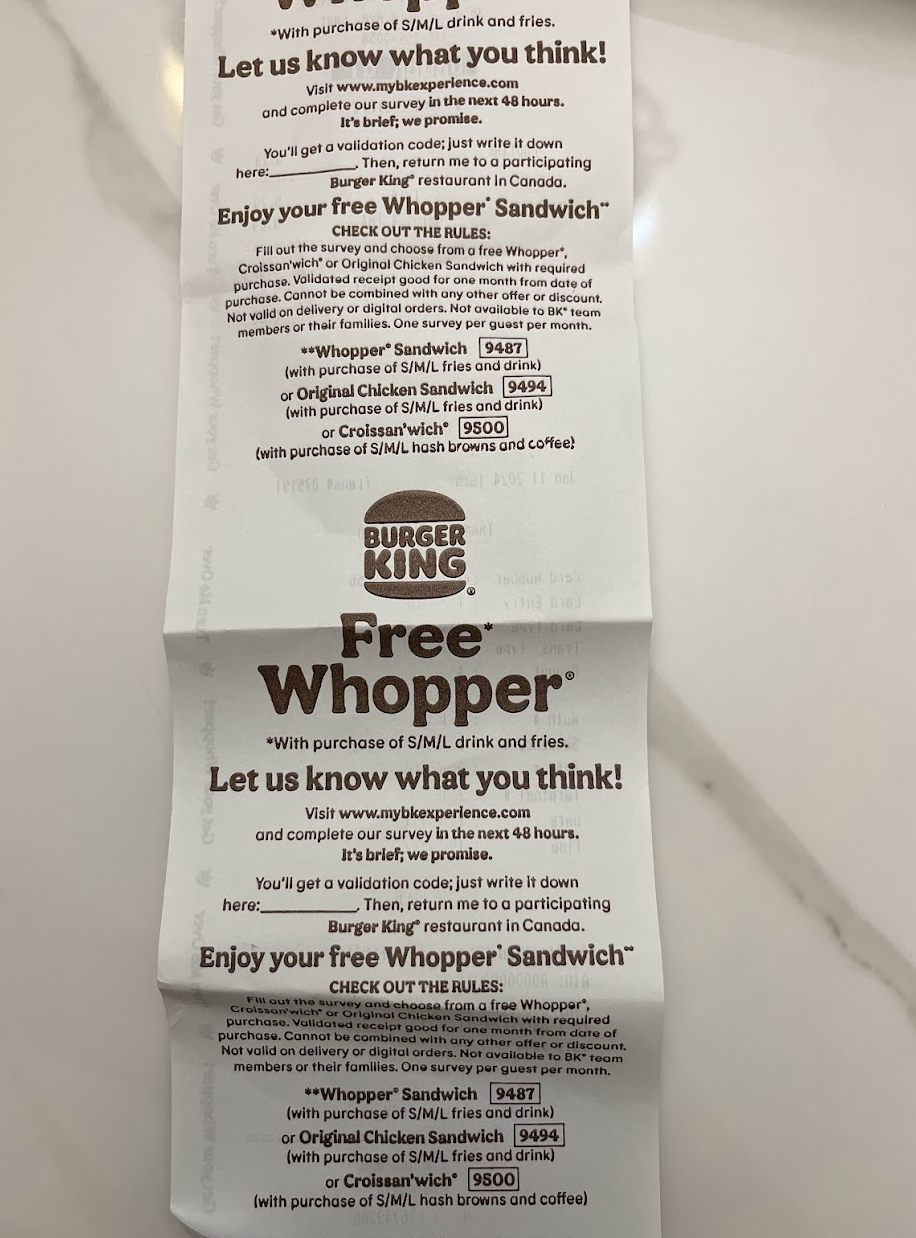 Whopper
*With purchase of S/M/L drink and fries.
Let us know what you think!
Visit www.mybkexperience.com
and complete our survey in the next 48 hours.
It's brief; we promise.
You'll get a validation code; just write it down
here:__________. Then, return me to a participating
Burger King® restaurant in Canada.
Enjoy your free Whopper® Sandwich**
CHECK OUT THE RULES:
Fill out the survey and choose from a free Whopper®,
Croissan'wich® or Original Chicken Sandwich with required
purchase. Validated receipt good for one month from date of
purchase. Cannot be combined with any other offer or discount.
Not valid on delivery or digital orders. Not available to BK® team
members or their families. One survey per guest per month.
**Whopper® Sandwich 9487
(with purchase of S/M/L fries and drink)
or Original Chicken Sandwich 9494
(with purchase of S/M/L fries and drink)
or Croissan'wich® 9500
(with purchase of S/M/L hash browns and coffee)
BURGER
KING®
Free*
Whopper®
*With purchase of S/M/L drink and fries.
Let us know what you think!
Visit www.mybkexperience.com
and complete our survey in the next 48 hours.
It's brief; we promise.
You'll get a validation code; just write it down
here:__________. Then, return me to a participating
Burger King® restaurant in Canada.
Enjoy your free Whopper® Sandwich**
CHECK OUT THE RULES:
Fill out the survey and choose from a free Whopper®,
Croissan'wich® or Original Chicken Sandwich with required
purchase. Validated receipt good for one month from date of
purchase. Cannot be combined with any other offer or discount.
Not valid on delivery or digital orders. Not available to BK® team
members or their families. One survey per guest per month.
**Whopper® Sandwich 9487
(with purchase of S/M/L fries and drink)
or Original Chicken Sandwich 9494
(with purchase of S/M/L fries and drink)
or Croissan'wich® 9500
(with purchase of S/M/L hash browns and coffee)